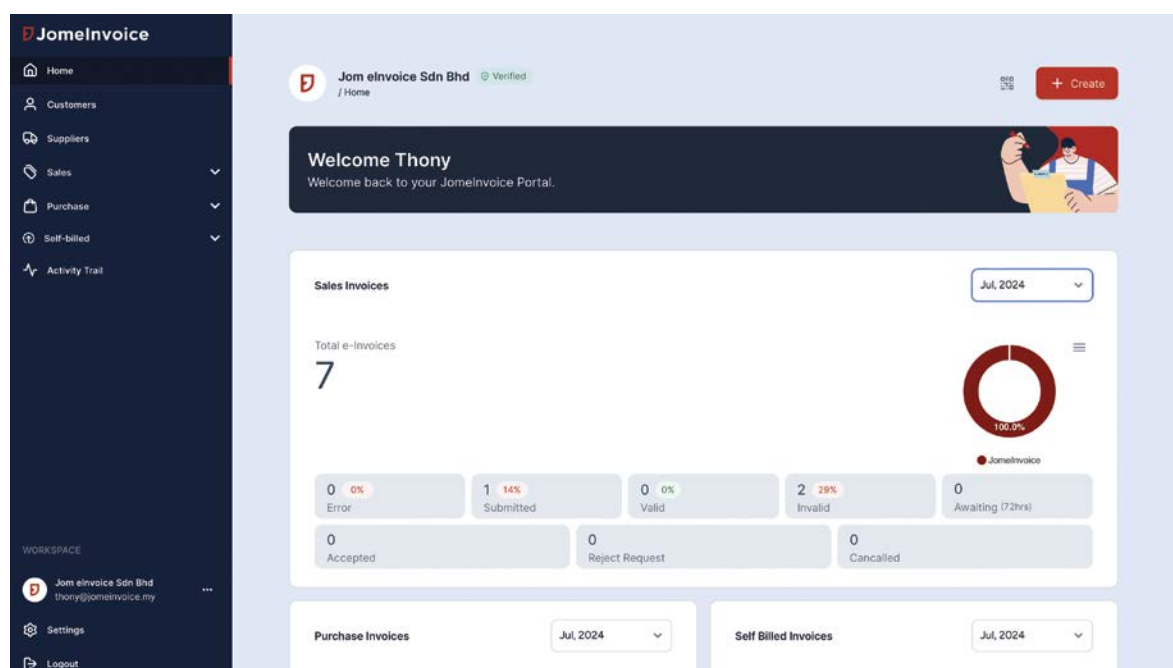 JomeInvoice
Home
Customers
Suppliers
Sales
Purchase
Self-billed
Activity Trail
WORKSPACE
Jom eInvoice Sdn Bhd
thony@jomeinvoice.my
...
Settings
Logout
Jom eInvoice Sdn Bhd Verified
/ Home
+ Create
Welcome Thony
Welcome back to your JomeInvoice Portal.
Sales Invoices
Jul, 2024
Total e-Invoices
7
100.0%
JomeInvoice
0 0%
Error
1 14%
Submitted
0 0%
Valid
2 29%
Invalid
0
Awaiting (72hrs)
0
Accepted
0
Reject Request
0
Cancalled
Purchase Invoices
Jul, 2024
Self Billed Invoices
Jul, 2024